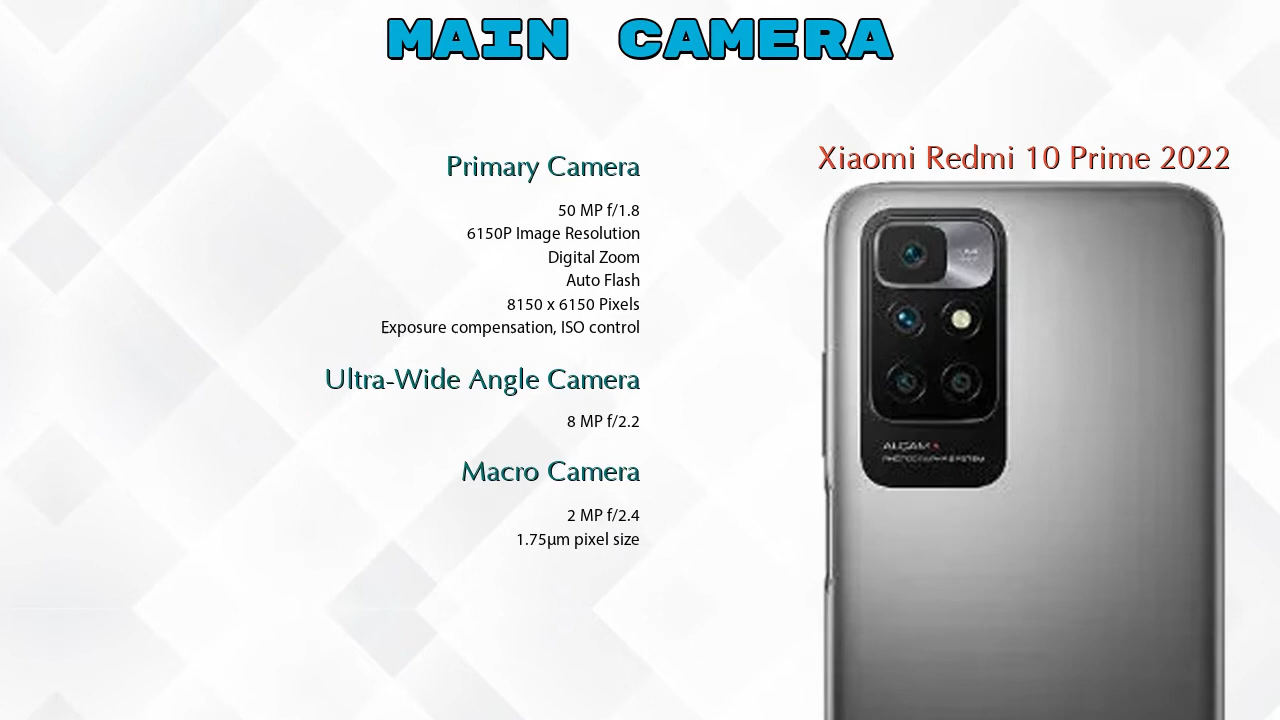 MAIN CAMERA
Xiaomi Redmi 10 Prime 2022
Primary Camera
50 MP f/1.8
6150P Image Resolution
Digital Zoom
Auto Flash
8150 x 6150 Pixels
Exposure compensation, ISO control
Ultra-Wide Angle Camera
8 MP f/2.2
Macro Camera
2 MP f/2.4
1.75µm pixel size